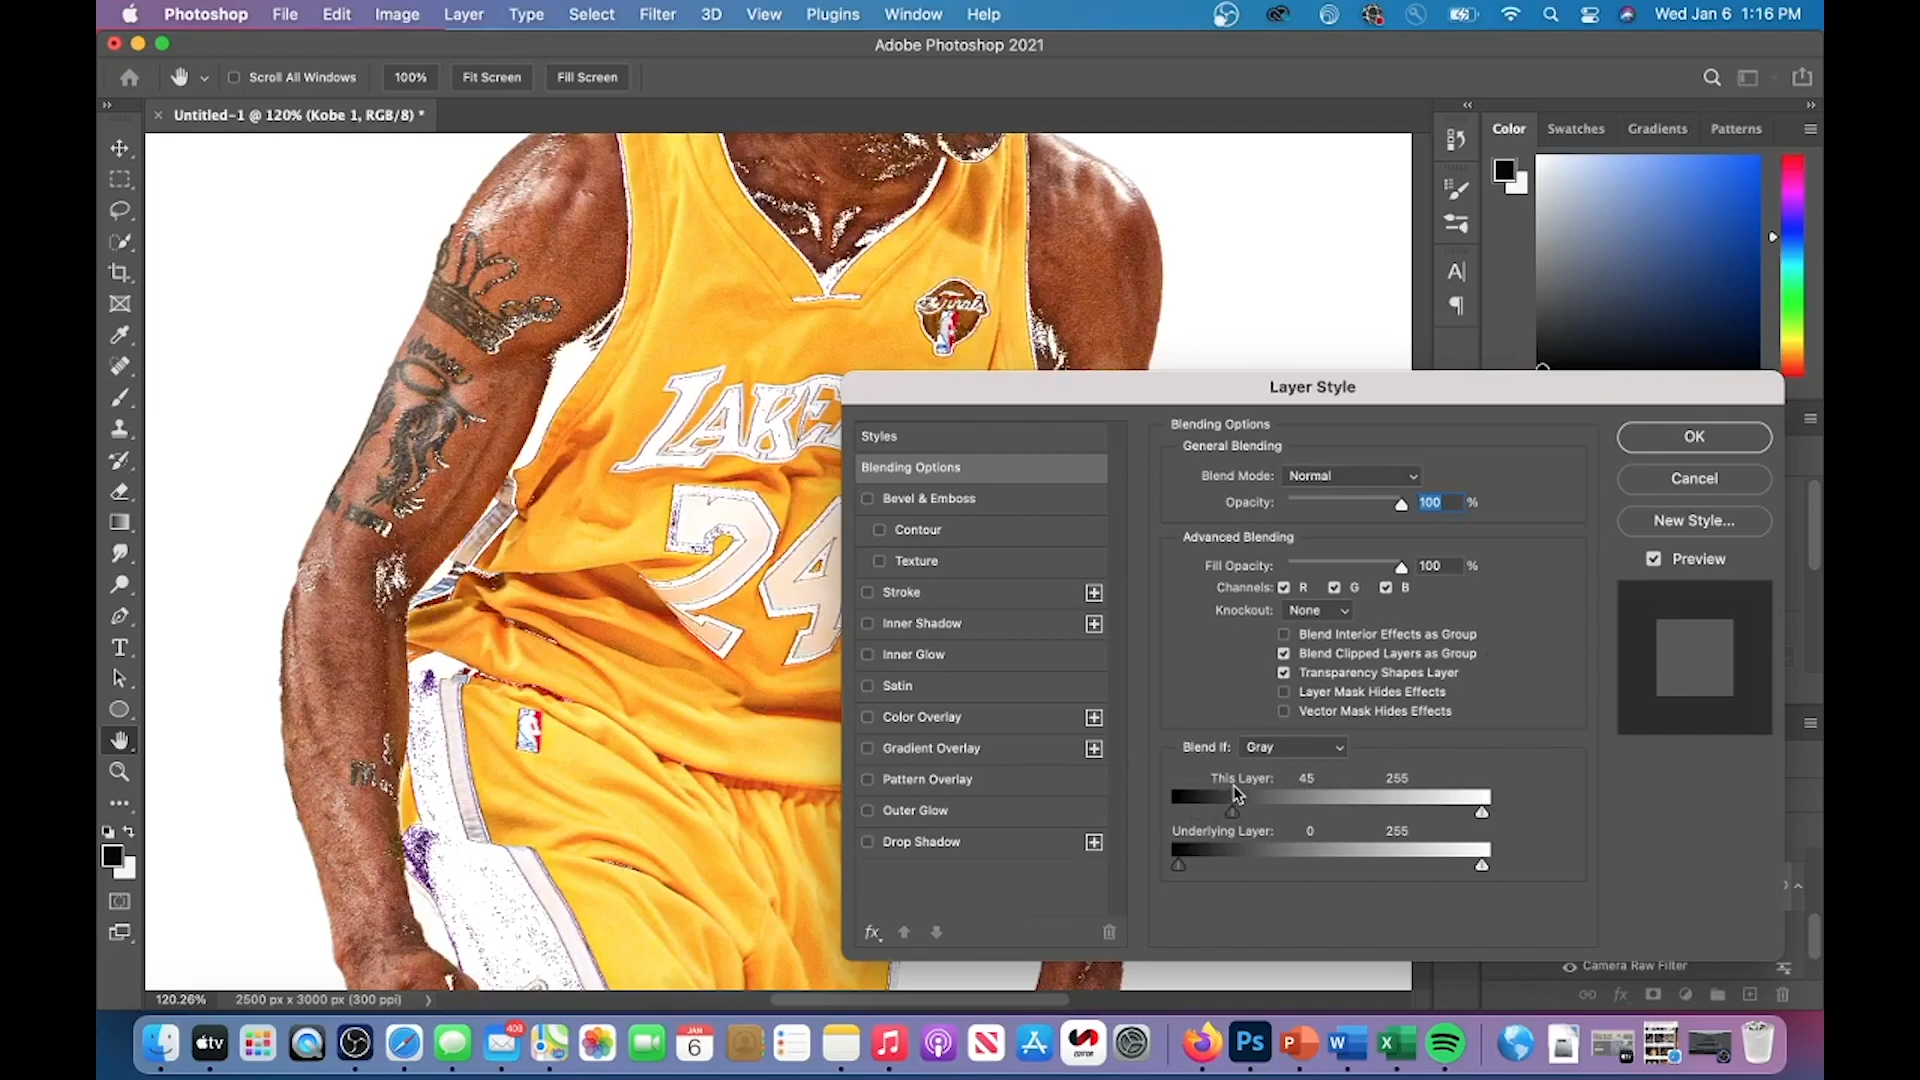 Photoshop File Edit Image Layer Type Select Filter 3D View Plugins Window Help Wed Jan 6 1:16 PM
Adobe Photoshop 2021
Scroll All Windows 100% Fit Screen Fill Screen
Untitled-1 @ 120% (Kobe 1, RGB/8) *
Color Swatches Gradients Patterns
The Finals
LAKE
24
Layer Style
Styles
Blending Options
Bevel & Emboss
Contour
Texture
Stroke
Inner Shadow
Inner Glow
Satin
Color Overlay
Gradient Overlay
Pattern Overlay
Outer Glow
Drop Shadow
fx
Blending Options
General Blending
Blend Mode: Normal
Opacity: 100 %
Advanced Blending
Fill Opacity: 100 %
Channels: R G B
Knockout: None
Blend Interior Effects as Group
Blend Clipped Layers as Group
Transparency Shapes Layer
Layer Mask Hides Effects
Vector Mask Hides Effects
Blend If: Gray
This Layer: 45 255
Underlying Layer: 0 255
OK
Cancel
New Style...
Preview
Camera Raw Filter
fx
120.26% 2500 px x 3000 px (300 ppi)
tv
403
JAN
6
Ps
P
W
X